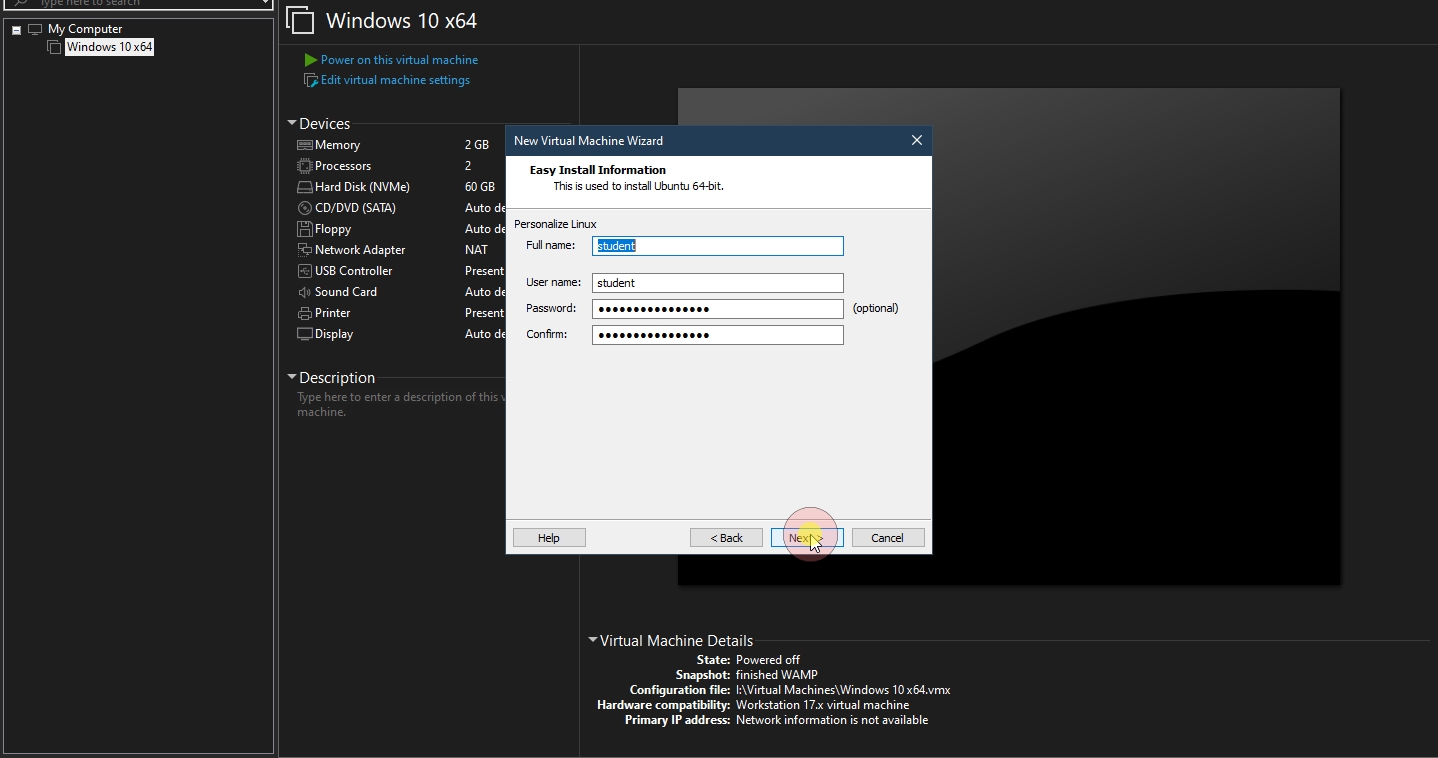 Type here to search
My Computer
Windows 10 x64
Windows 10 x64
Power on this virtual machine
Edit virtual machine settings
Devices
Memory 2 GB
Processors 2
Hard Disk (NVMe) 60 GB
CD/DVD (SATA) Auto de
Floppy Auto de
Network Adapter NAT
USB Controller Present
Sound Card Auto de
Printer Present
Display Auto de
Description
Type here to enter a description of this v
machine.
New Virtual Machine Wizard
Easy Install Information
This is used to install Ubuntu 64-bit.
Personalize Linux
Full name: student
User name: student
Password: ●●●●●●●●●●●●●●●● (optional)
Confirm: ●●●●●●●●●●●●●●●●
Help < Back Next > Cancel
Virtual Machine Details
State: Powered off
Snapshot: finished WAMP
Configuration file: I:\Virtual Machines\Windows 10 x64.vmx
Hardware compatibility: Workstation 17.x virtual machine
Primary IP address: Network information is not available